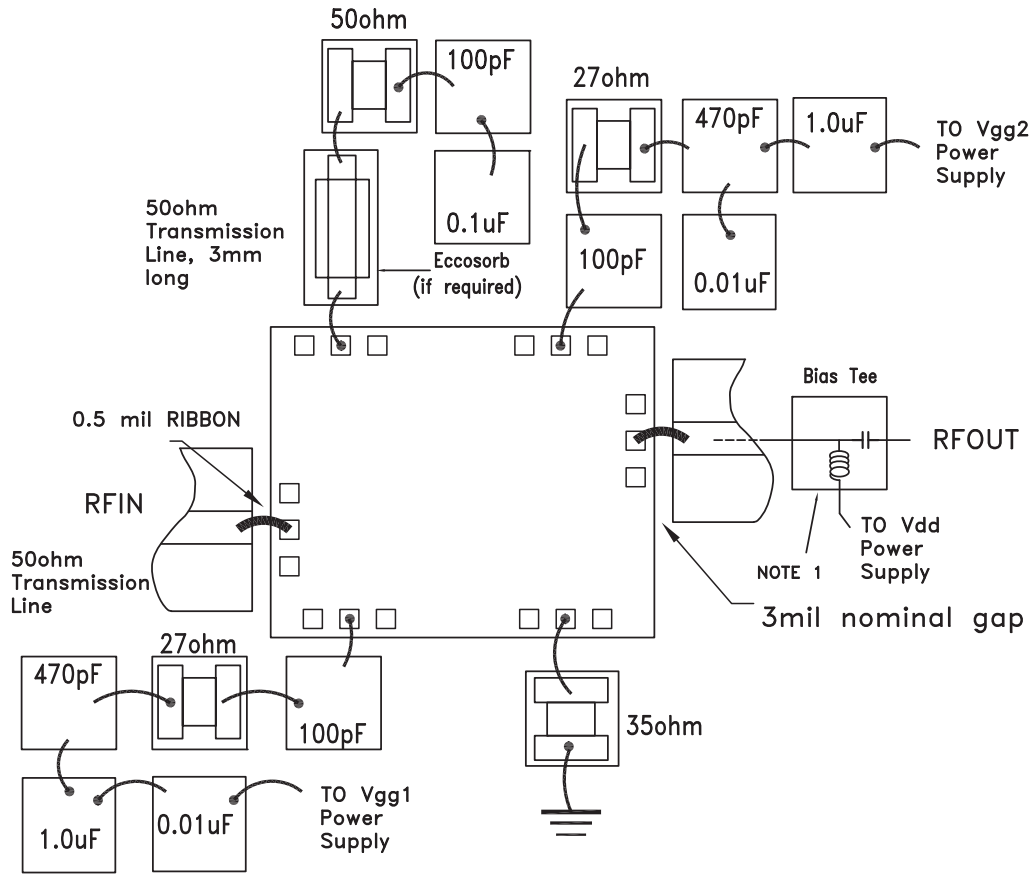 50ohm
100pF
27ohm
470pF
1.0uF
TO Vgg2
Power
Supply
50ohm
Transmission
Line, 3mm
long
0.1uF
Eccosorb
(if required)
100pF
0.01uF
Bias Tee
0.5 mil RIBBON
RFOUT
RFIN
TO Vdd
Power
Supply
NOTE 1
50ohm
Transmission
Line
3mil nominal gap
27ohm
470pF
100pF
35ohm
1.0uF
0.01uF
TO Vgg1
Power
Supply